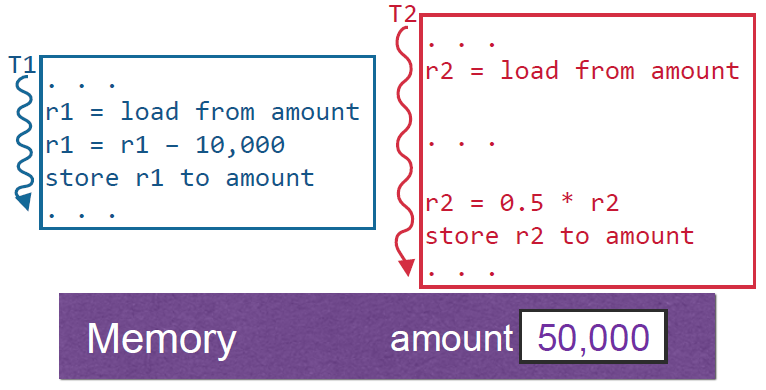 T1
. . .
r1 = load from amount
r1 = r1 – 10,000
store r1 to amount
. . .
T2
. . .
r2 = load from amount
. . .
r2 = 0.5 * r2
store r2 to amount
. . .
Memory amount 50,000